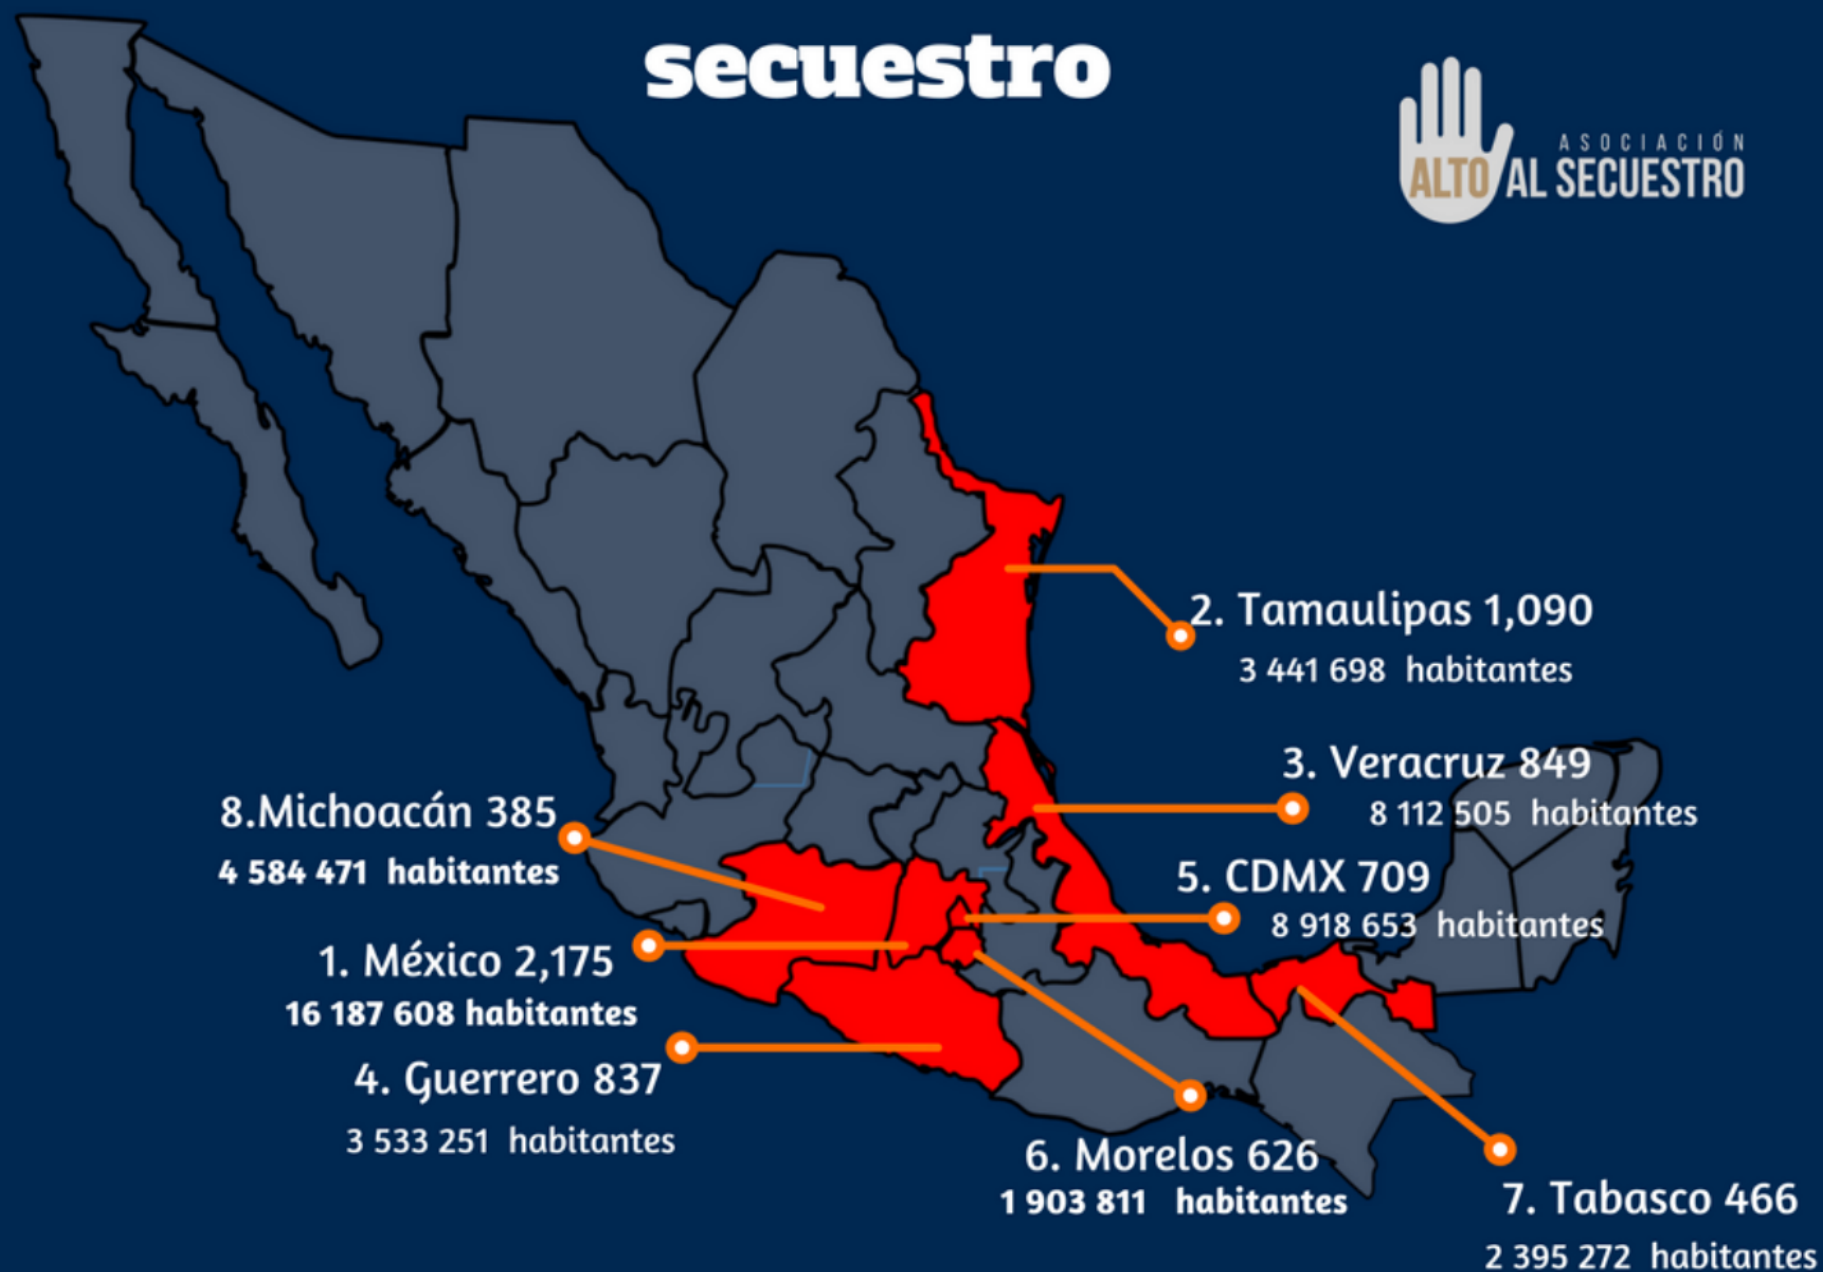 secuestro
ASOCIACIÓN
ALTO AL SECUESTRO
2. Tamaulipas 1,090
3 441 698 habitantes
3. Veracruz 849
8 112 505 habitantes
8.Michoacán 385
4 584 471 habitantes
5. CDMX 709
8 918 653 habitantes
1. México 2,175
16 187 608 habitantes
4. Guerrero 837
3 533 251 habitantes
6. Morelos 626
1 903 811 habitantes
7. Tabasco 466
2 395 272 habitantes